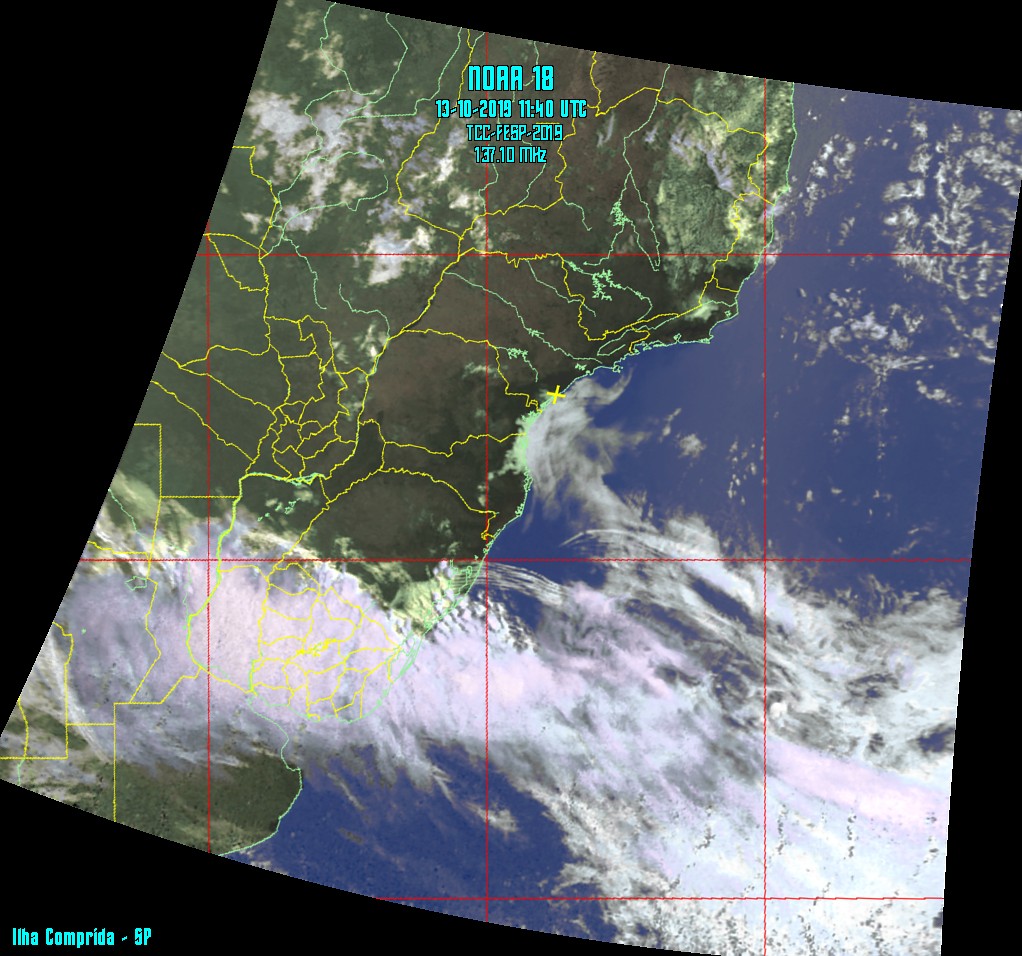 NOAA 18
13-10-2019 11:40 UTC
TCC-FESP-2019
137.10 MHz
Ilha Comprida - SP